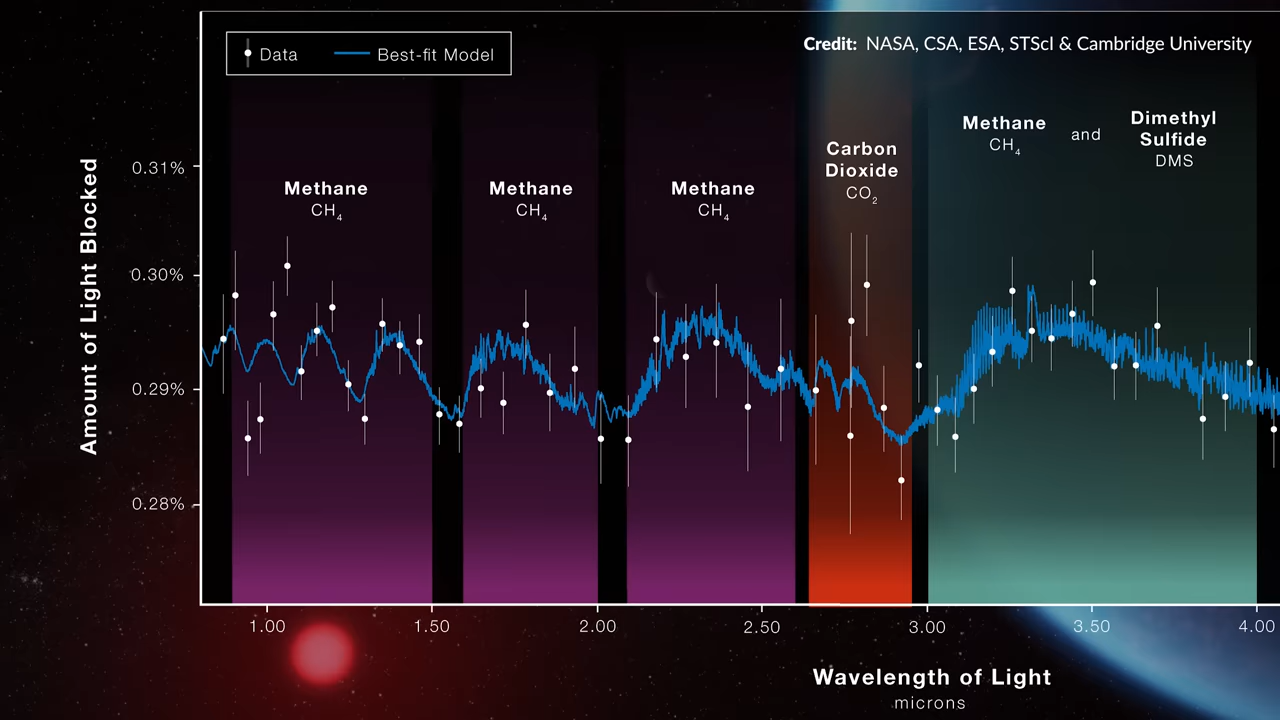 Data
Best-fit Model
Credit: NASA, CSA, ESA, STScI & Cambridge University
Amount of Light Blocked
0.31%
0.30%
0.29%
0.28%
Methane
CH4
Methane
CH4
Methane
CH4
Carbon
Dioxide
CO2
Methane
CH4
and
Dimethyl
Sulfide
DMS
1.00
1.50
2.00
2.50
3.00
3.50
4.00
Wavelength of Light
microns